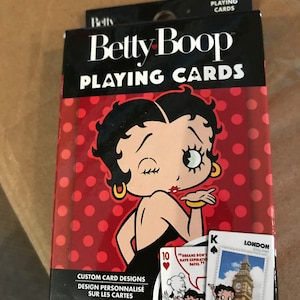 Betty
PLAYING
CARDS
Betty Boop
PLAYING CARDS
10
K
LONDON
CUSTOM CARD DESIGNS
DESIGN PERSONNALISÉ
SUR LES CARTES